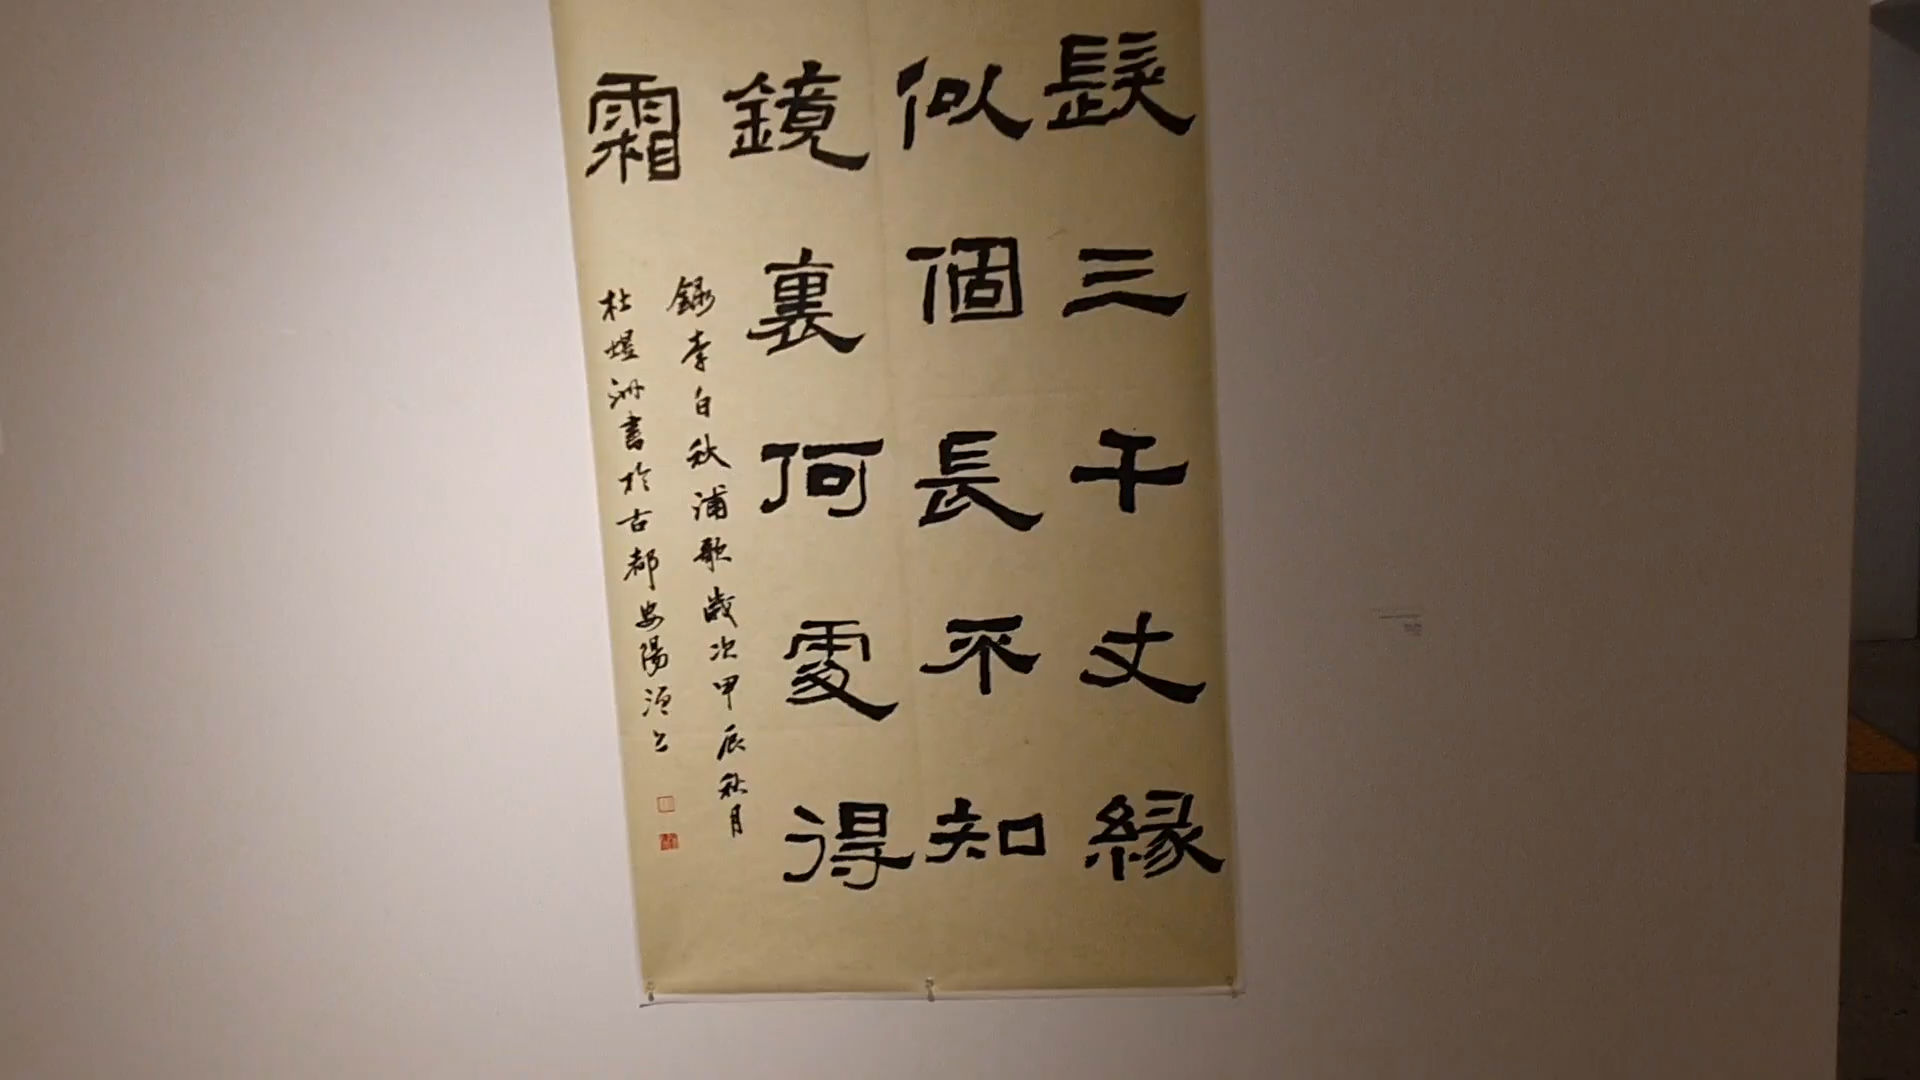 髮三千丈緣
似個長不知
鏡裏何處得
霜
錄李白秋浦歌歲次甲辰秋月
杜煜洲書於古都安陽洹上